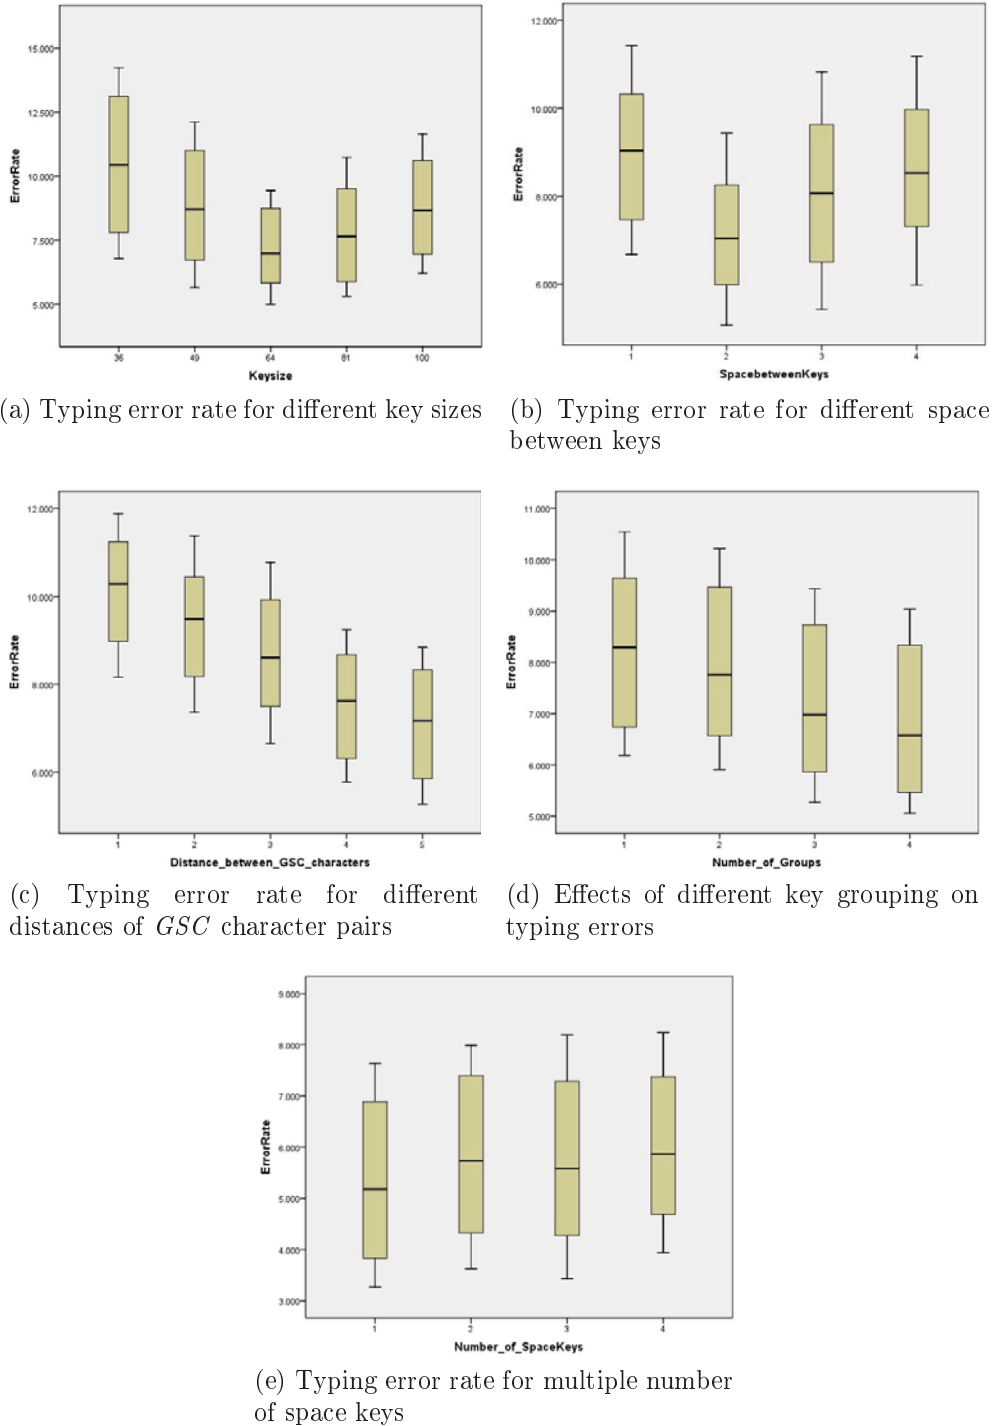 15.000
12.500
10.000
7.500
5.000
ErrorRate
36 49 64 81 100
Keysize
(a) Typing error rate for different key sizes
12.000
10.000
8.000
6.000
ErrorRate
1 2 3 4
SpacebetweenKeys
(b) Typing error rate for different space
between keys
12.000
10.000
8.000
6.000
ErrorRate
1 2 3 4 5
Distance_between_GSC_characters
(c) Typing error rate for different
distances of GSC character pairs
11.000
10.000
9.000
8.000
7.000
6.000
5.000
ErrorRate
1 2 3 4
Number_of_Groups
(d) Effects of different key grouping on
typing errors
9.000
8.000
7.000
6.000
5.000
4.000
3.000
ErrorRate
1 2 3 4
Number_of_SpaceKeys
(e) Typing error rate for multiple number
of space keys